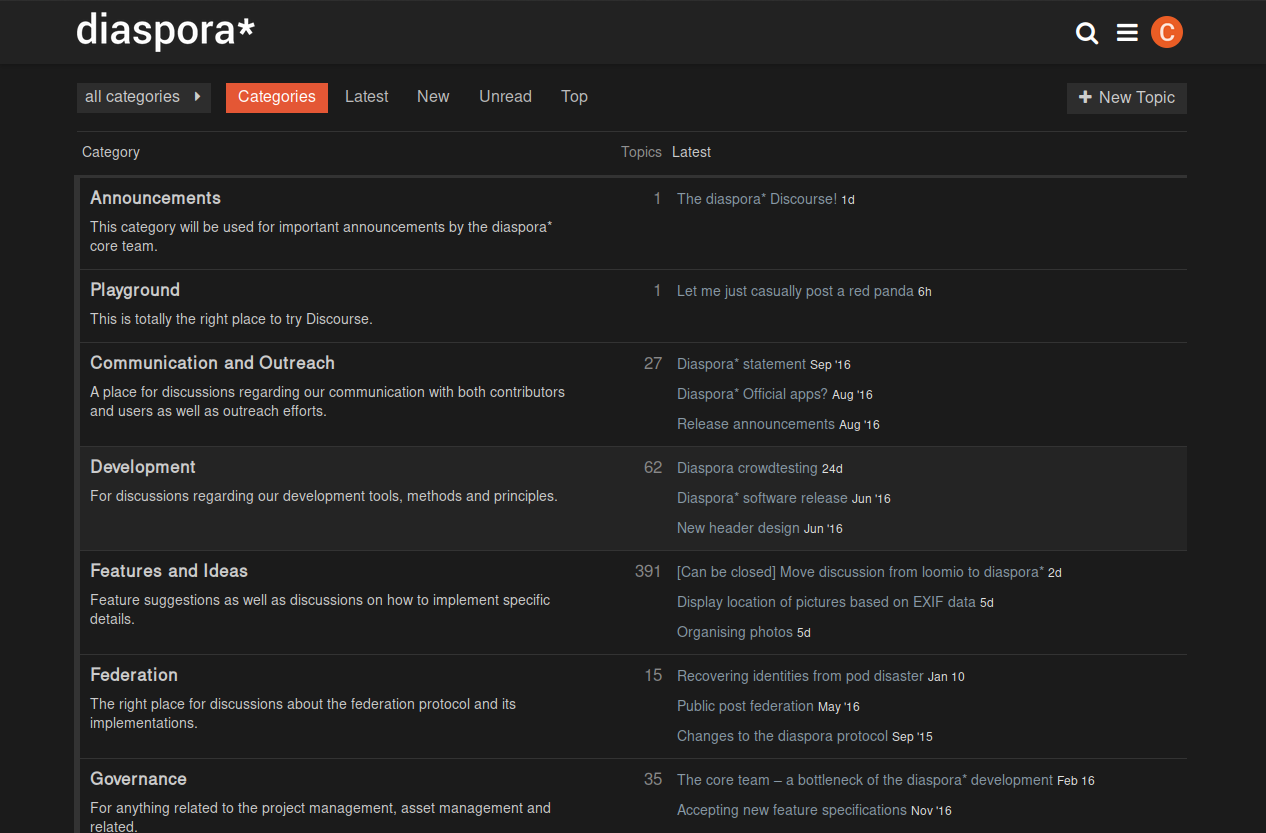 diaspora*
C
all categories
Categories
Latest
New
Unread
Top
+ New Topic
Category
Topics
Latest
Announcements
This category will be used for important announcements by the diaspora*
core team.
1
The diaspora* Discourse! 1d
Playground
This is totally the right place to try Discourse.
1
Let me just casually post a red panda 6h
Communication and Outreach
A place for discussions regarding our communication with both contributors
and users as well as outreach efforts.
27
Diaspora* statement Sep '16
Diaspora* Official apps? Aug '16
Release announcements Aug '16
Development
For discussions regarding our development tools, methods and principles.
62
Diaspora crowdtesting 24d
Diaspora* software release Jun '16
New header design Jun '16
Features and Ideas
Feature suggestions as well as discussions on how to implement specific
details.
391
[Can be closed] Move discussion from loomio to diaspora* 2d
Display location of pictures based on EXIF data 5d
Organising photos 5d
Federation
The right place for discussions about the federation protocol and its
implementations.
15
Recovering identities from pod disaster Jan 10
Public post federation May '16
Changes to the diaspora protocol Sep '15
Governance
For anything related to the project management, asset management and
related.
35
The core team – a bottleneck of the diaspora* development Feb 16
Accepting new feature specifications Nov '16